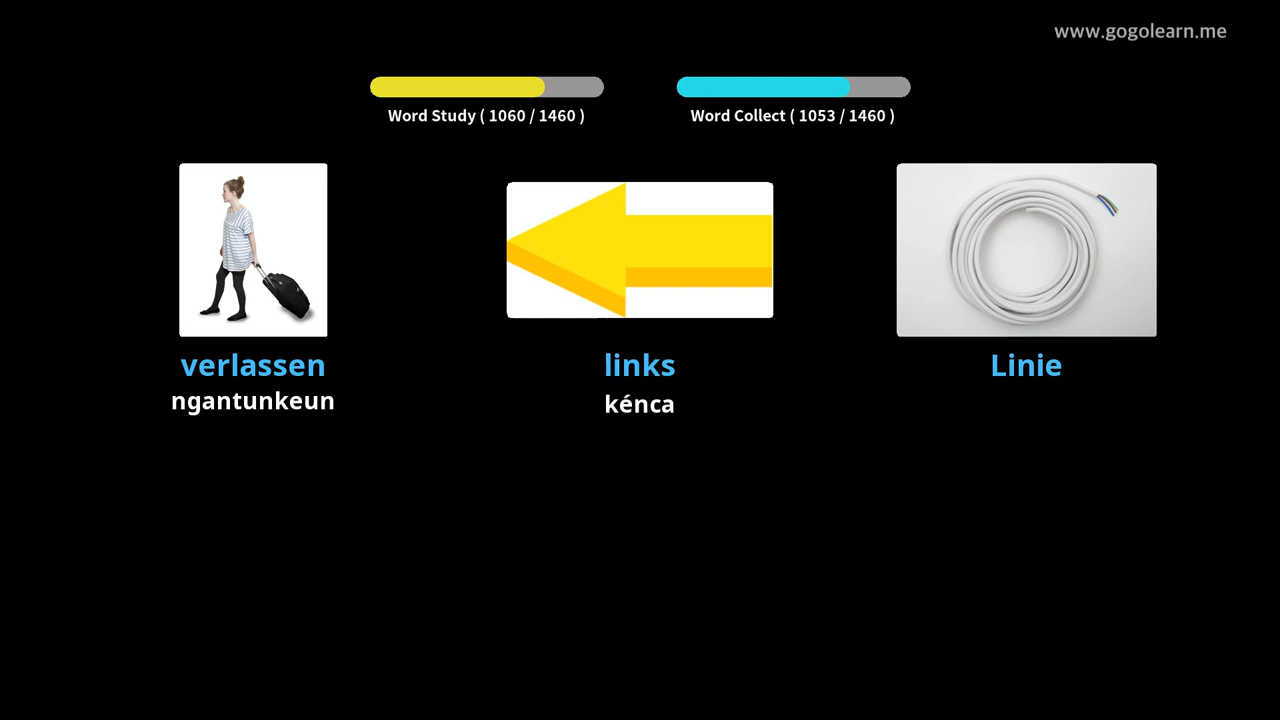 www.gogolearn.me
Word Study ( 1060 / 1460 )
Word Collect ( 1053 / 1460 )
verlassen
ngantunkeun
links
kénca
Linie